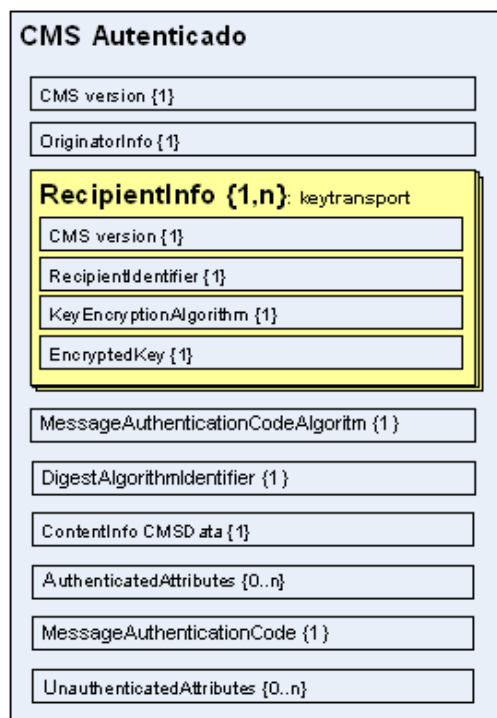 CMS Autenticado
CMS version {1}
OriginatorInfo {1}
RecipientInfo {1,n}: keytransport
CMS version {1}
RecipientIdentifier {1}
KeyEncryptionAlgorithm {1}
EncryptedKey {1}
MessageAuthenticationCodeAlgoritm {1}
DigestAlgorithmIdentifier {1}
ContentInfo CMSData {1}
AuthenticatedAttributes {0..n}
MessageAuthenticationCode {1}
UnauthenticatedAttributes {0..n}